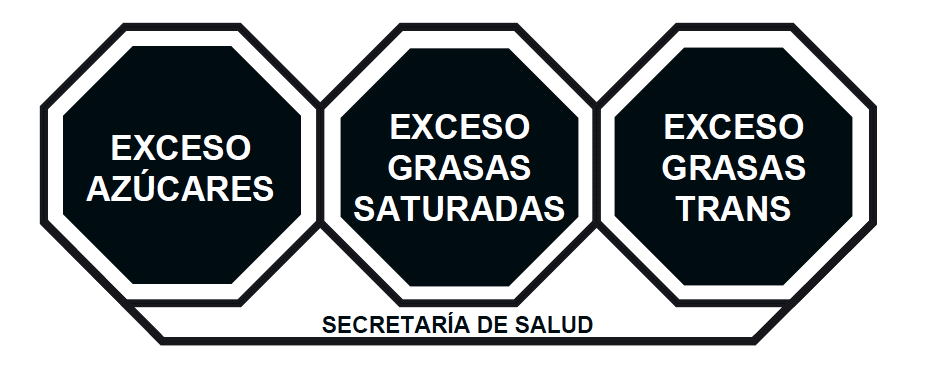 EXCESO
AZÚCARES
EXCESO
GRASAS
SATURADAS
EXCESO
GRASAS
TRANS
SECRETARÍA DE SALUD